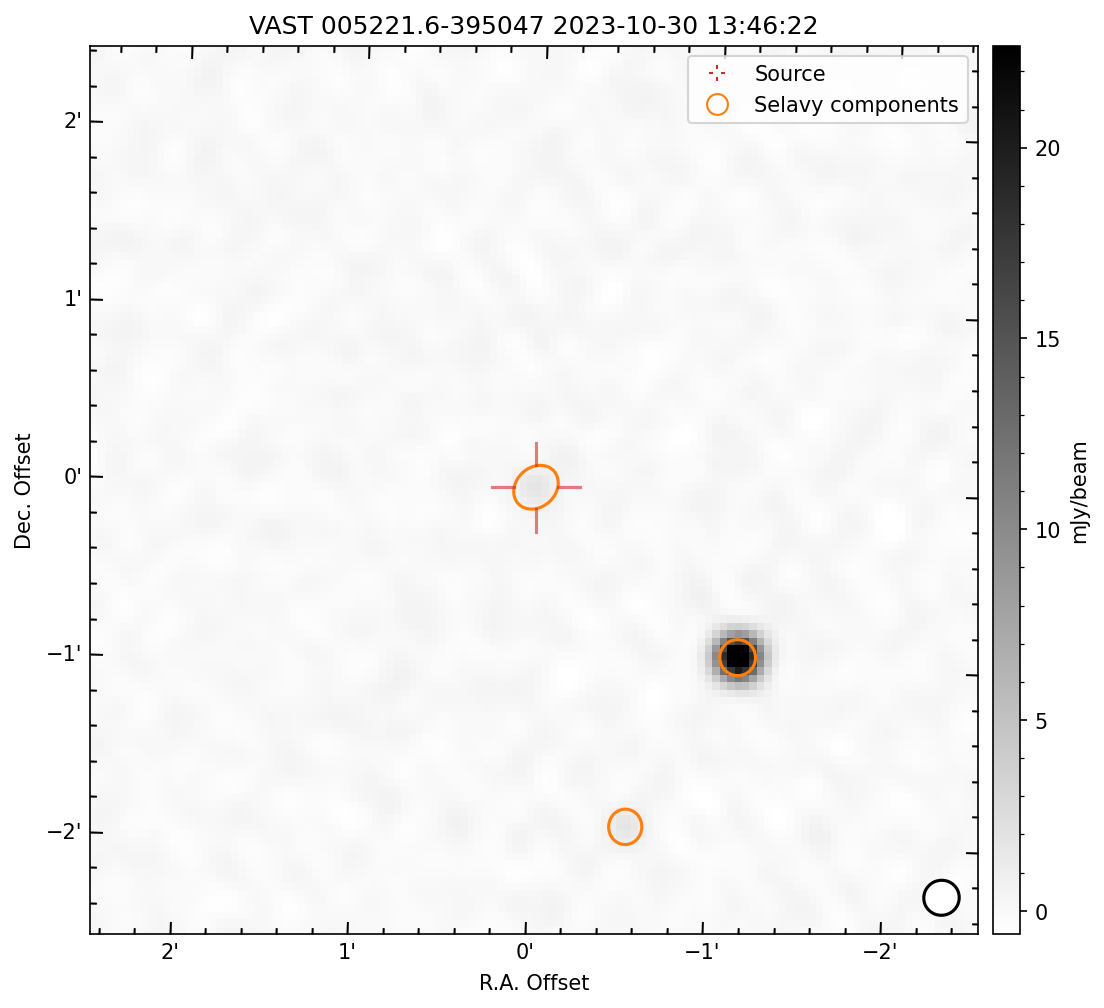 VAST 005221.6-395047 2023-10-30 13:46:22
Source
Selavy components
2'
1'
0'
−1'
−2'
Dec. Offset
2'
1'
0'
−1'
−2'
R.A. Offset
20
15
10
5
0
mJy/beam